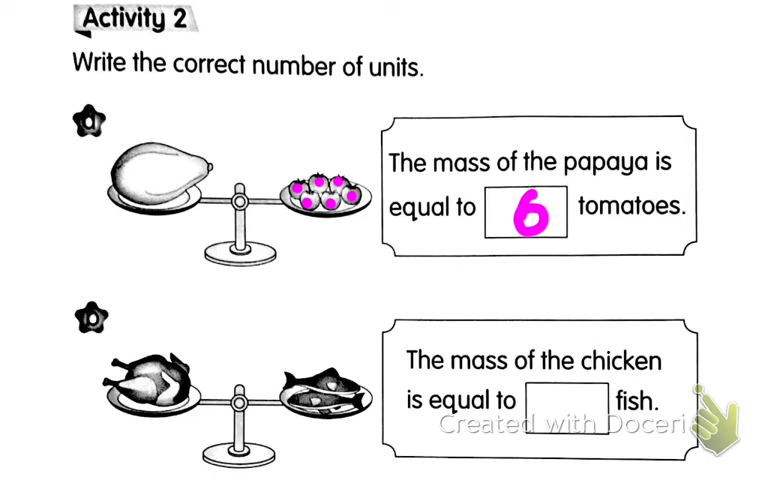 Activity 2
Write the correct number of units.
a
The mass of the papaya is
equal to 6 tomatoes.
b
The mass of the chicken
is equal to fish.
Created with Doceri